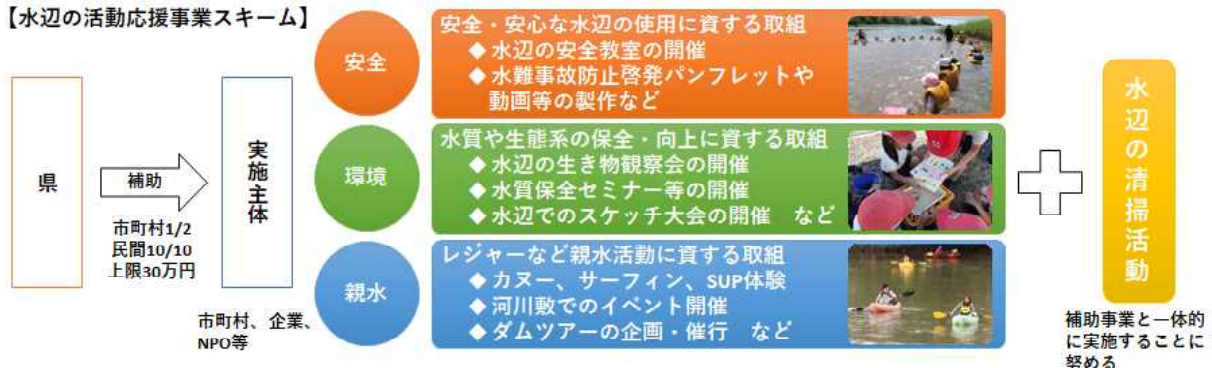 【水辺の活動応援事業スキーム】
県
補助
市町村1/2
民間10/10
上限30万円
実施主体
市町村、企業、
NPO等
安全
安全・安心な水辺の使用に資する取組
◆ 水辺の安全教室の開催
◆ 水難事故防止啓発パンフレットや
動画等の製作など
環境
水質や生態系の保全・向上に資する取組
◆ 水辺の生き物観察会の開催
◆ 水質保全セミナー等の開催
◆ 水辺でのスケッチ大会の開催 など
親水
レジャーなど親水活動に資する取組
◆ カヌー、サーフィン、SUP体験
◆ 河川敷でのイベント開催
◆ ダムツアーの企画・催行 など
水辺の清掃活動
補助事業と一体的
に実施することに
努める